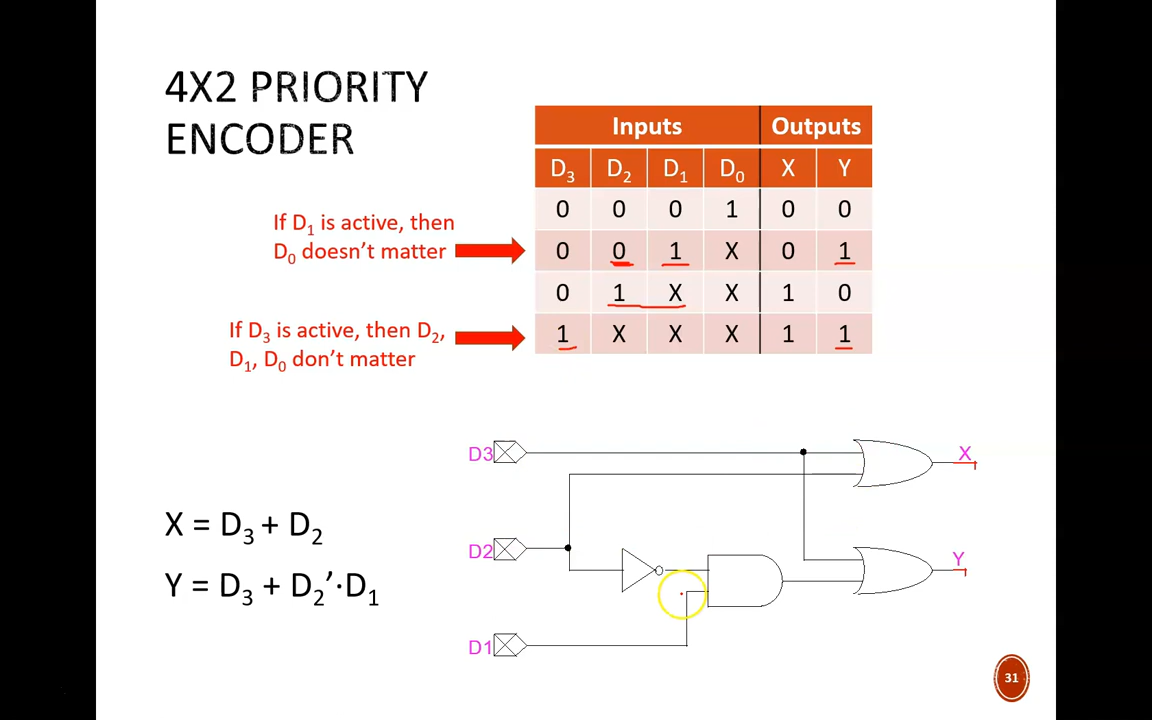 4X2 PRIORITY
ENCODER
Inputs Outputs
D₃ D₂ D₁ D₀ X Y
0 0 0 1 0 0
If D₁ is active, then
D₀ doesn't matter
0 0 1 X 0 1
0 1 X X 1 0
If D₃ is active, then D₂,
D₁, D₀ don't matter
1 X X X 1 1
D3
X
X = D₃ + D₂
D2
Y
Y = D₃ + D₂’·D₁
D1
31